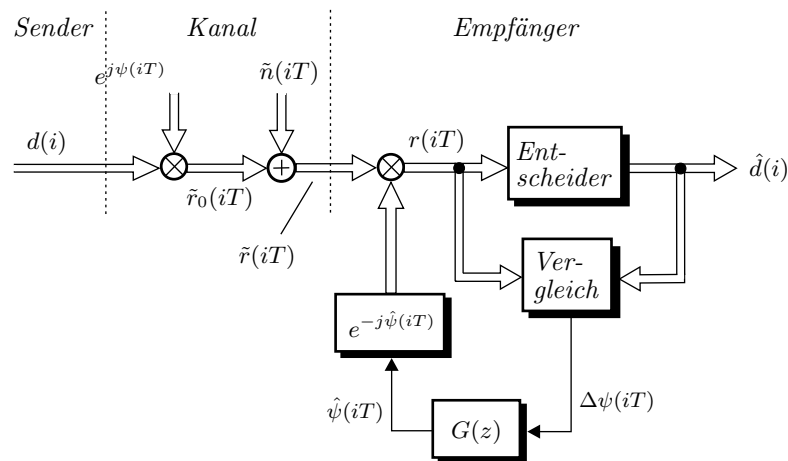 Sender
Kanal
Empfänger
e^{jψ(iT)}
ñ(iT)
d(i)
r(iT)
Ent-
scheider
d̂(i)
r̃₀(iT)
r̃(iT)
Ver-
gleich
e^{-jψ̂(iT)}
ψ̂(iT)
G(z)
Δψ(iT)